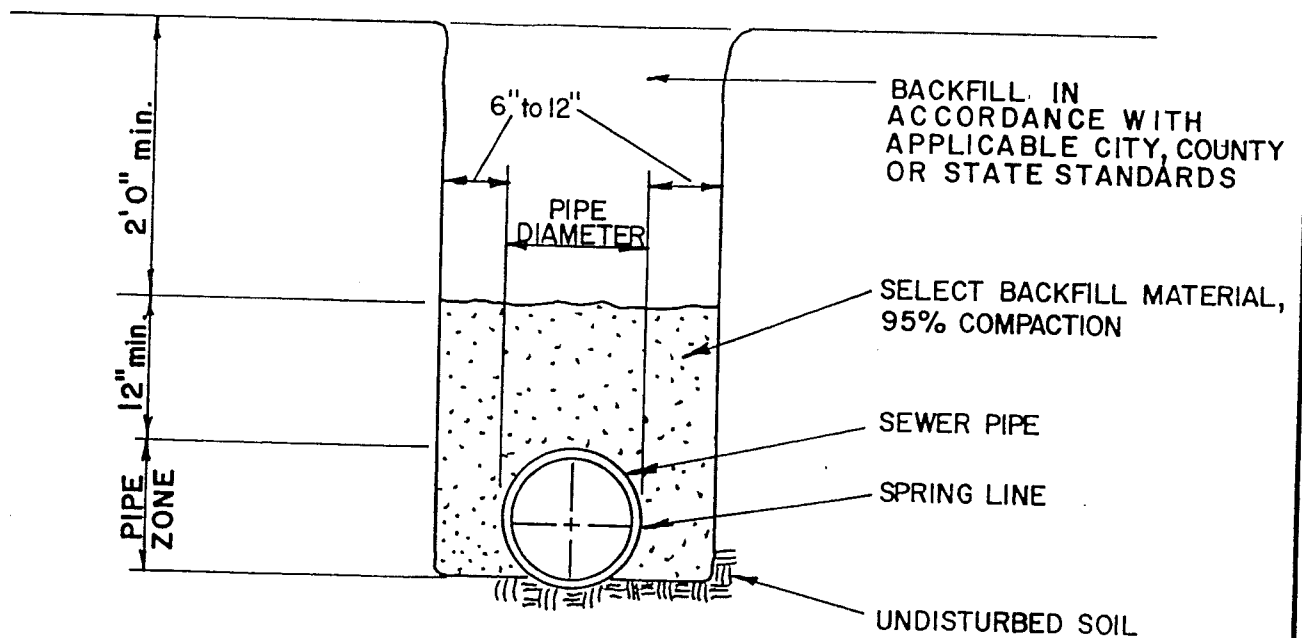 BACKFILL IN
ACCORDANCE WITH
APPLICABLE CITY, COUNTY
OR STATE STANDARDS
6" to 12"
2'0" min.
PIPE
DIAMETER
SELECT BACKFILL MATERIAL,
95% COMPACTION
12" min.
SEWER PIPE
SPRING LINE
PIPE
ZONE
UNDISTURBED SOIL